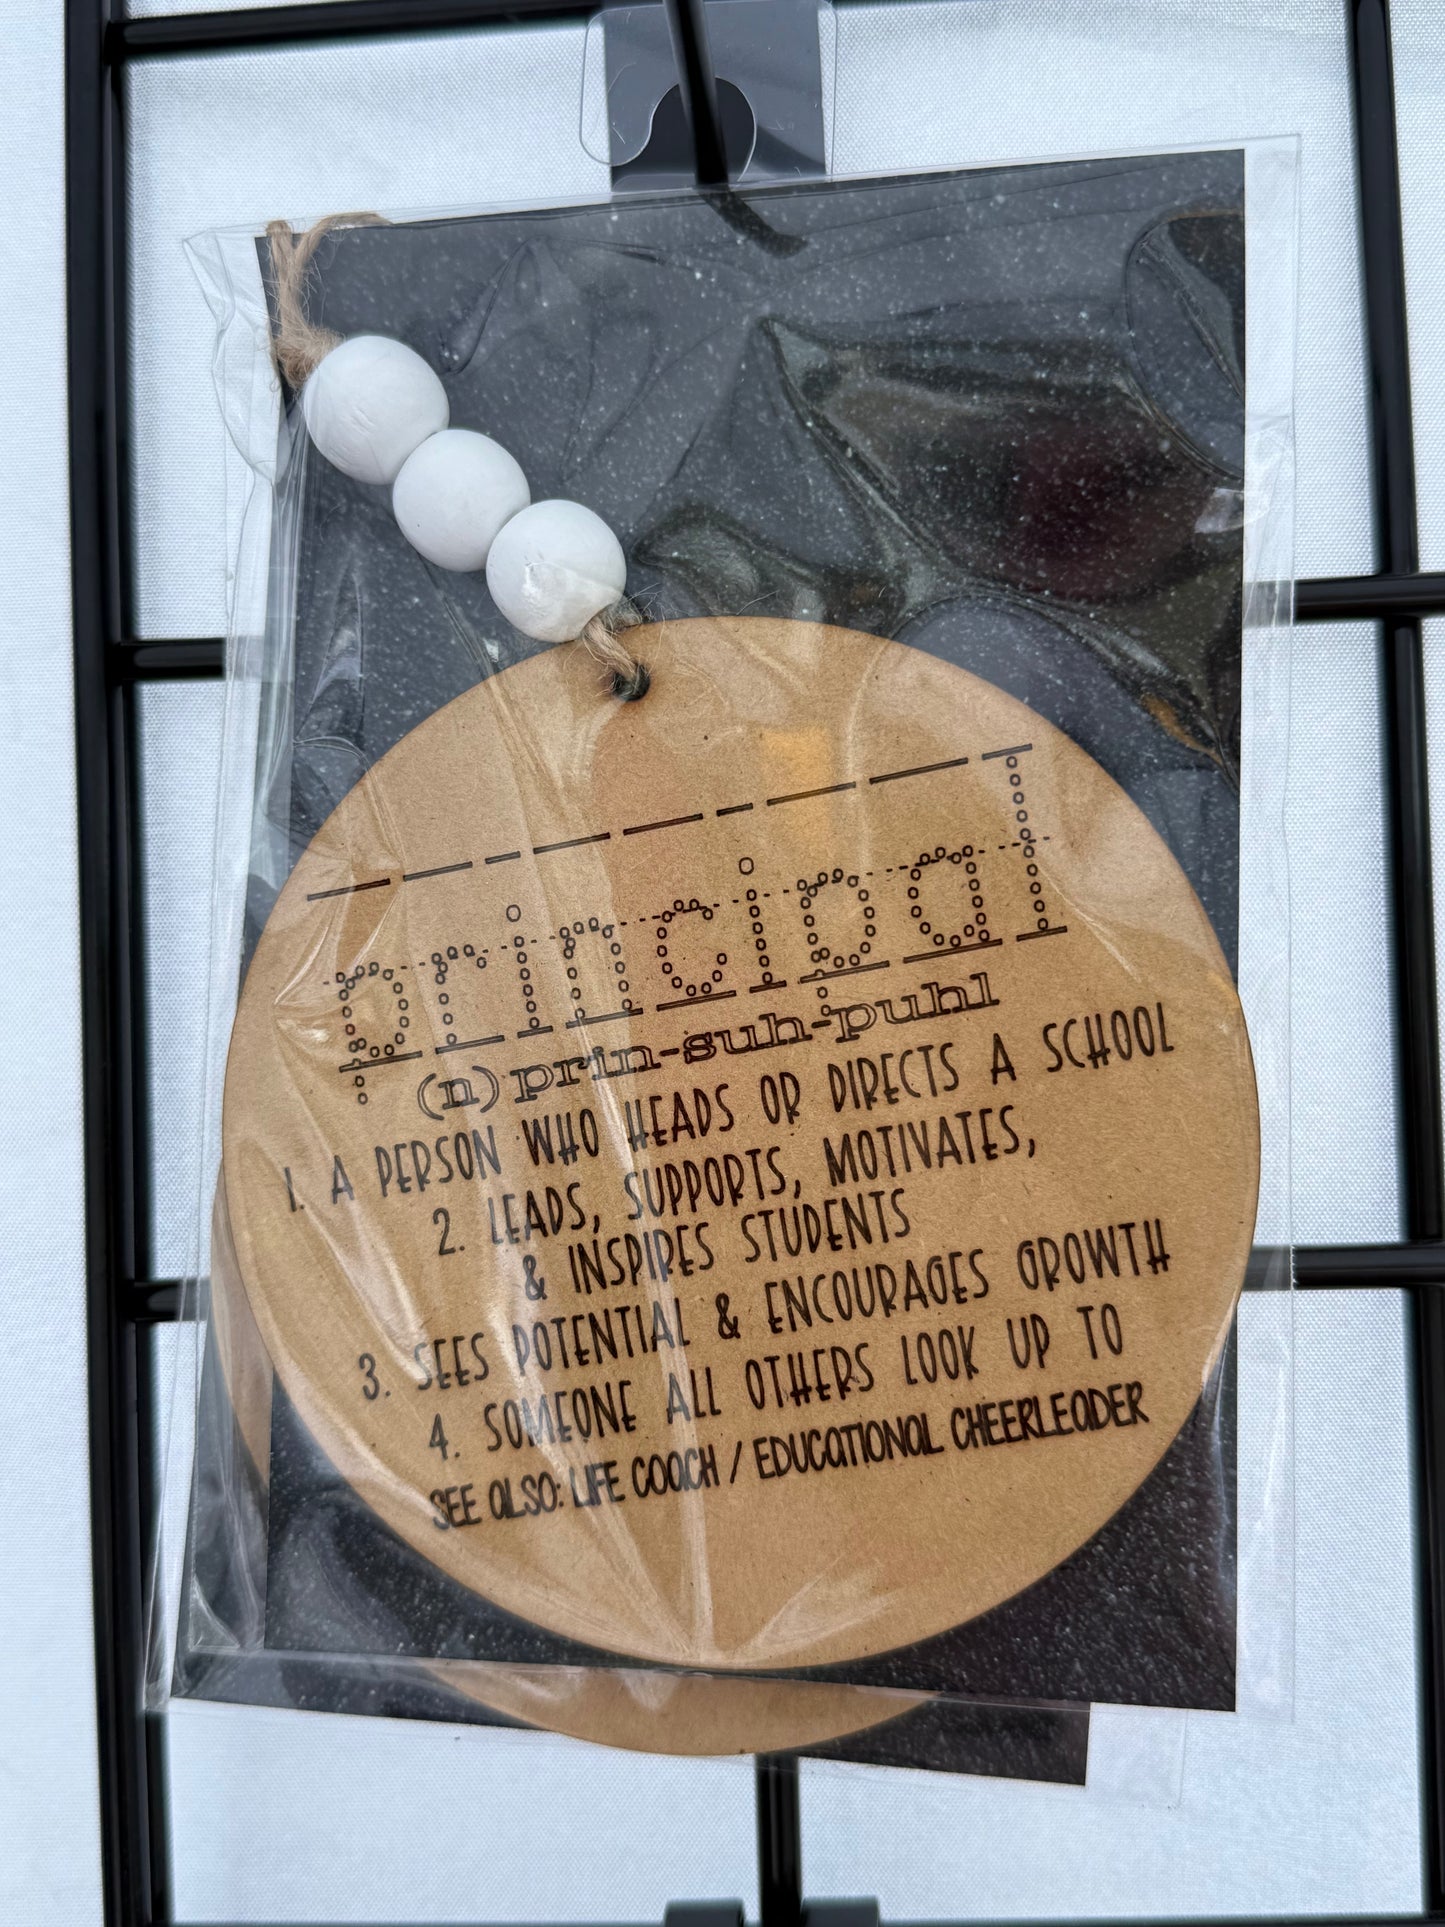 principal
(n) prin-suh-puhl
1. A PERSON WHO HEADS OR DIRECTS A SCHOOL
2. LEADS, SUPPORTS, MOTIVATES,
& INSPIRES STUDENTS
3. SEES POTENTIAL & ENCOURAGES GROWTH
4. SOMEONE ALL OTHERS LOOK UP TO
SEE ALSO: LIFE COACH / EDUCATIONAL CHEERLEADER